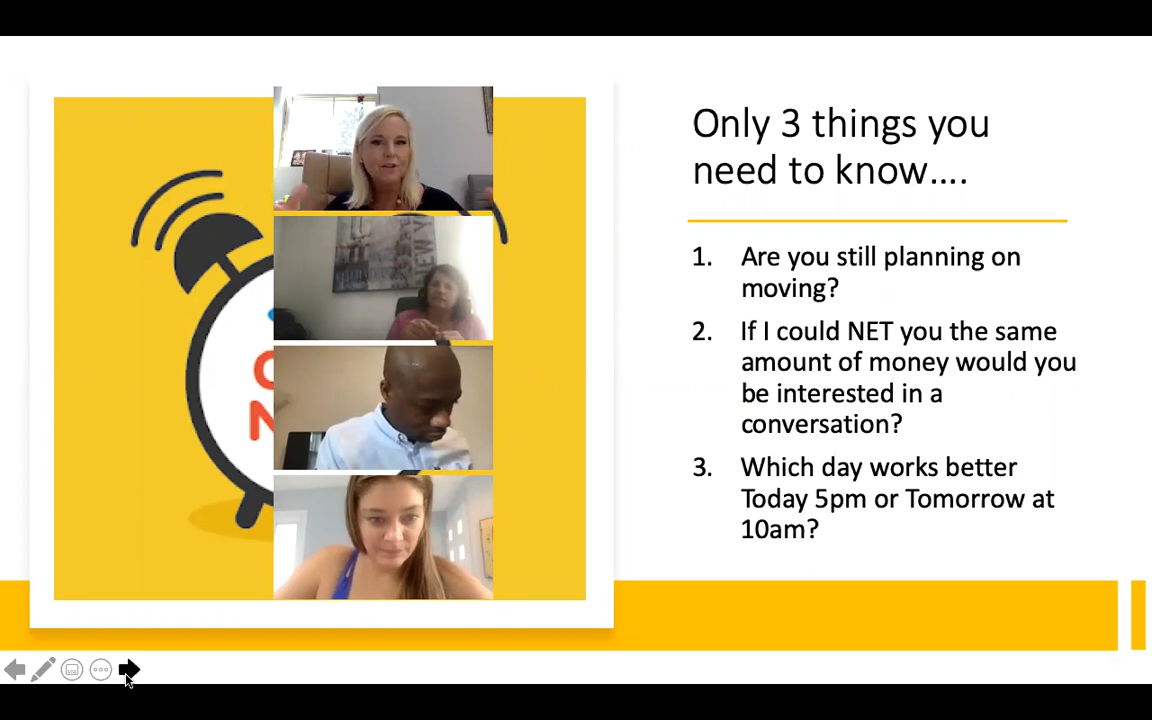 Only 3 things you
need to know….
1. Are you still planning on
moving?
2. If I could NET you the same
amount of money would you
be interested in a
conversation?
3. Which day works better
Today 5pm or Tomorrow at
10am?